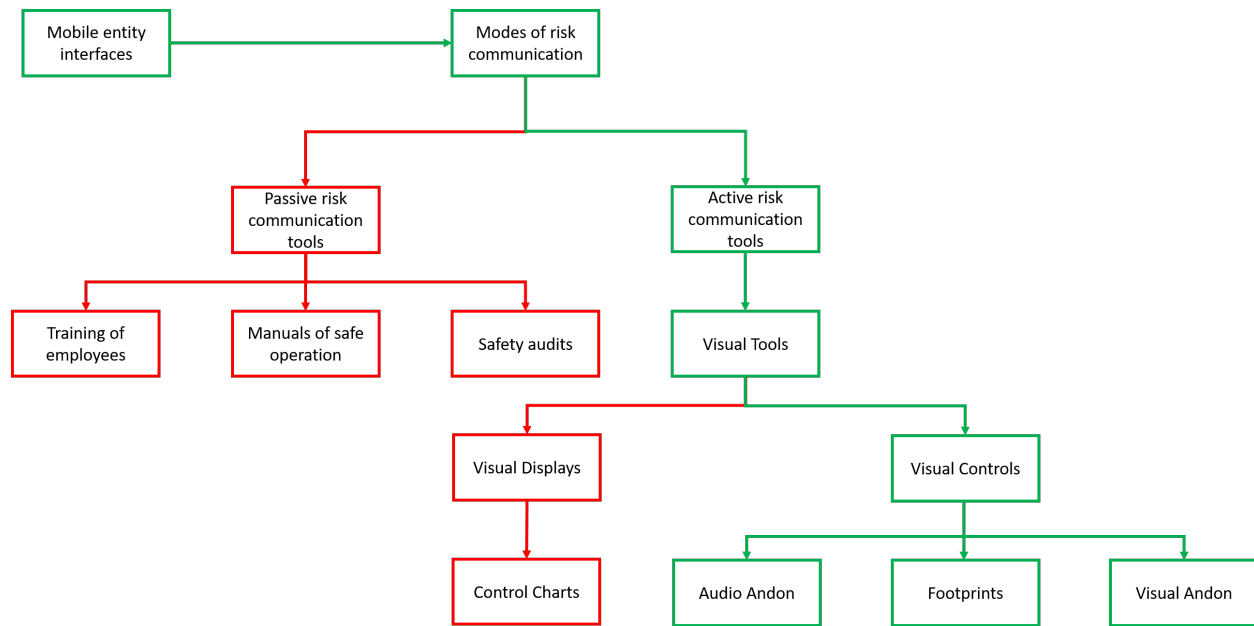 Mobile entity
interfaces
Modes of risk
communication
Passive risk
communication
tools
Active risk
communication
tools
Training of
employees
Manuals of safe
operation
Safety audits
Visual Tools
Visual Displays
Visual Controls
Control Charts
Audio Andon
Footprints
Visual Andon